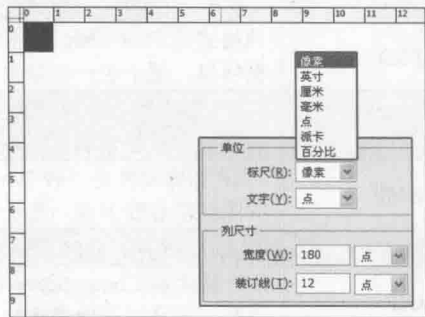 0 1 2 3 4 5 6 7 8 9 10 11 12
0
1
2
3
4
5
6
7
8
9
像素
英寸
厘米
毫米
点
派卡
百分比
单位
标尺(R): 像素
文字(Y): 点
列尺寸
宽度(W): 180 点
装订线(T): 12 点